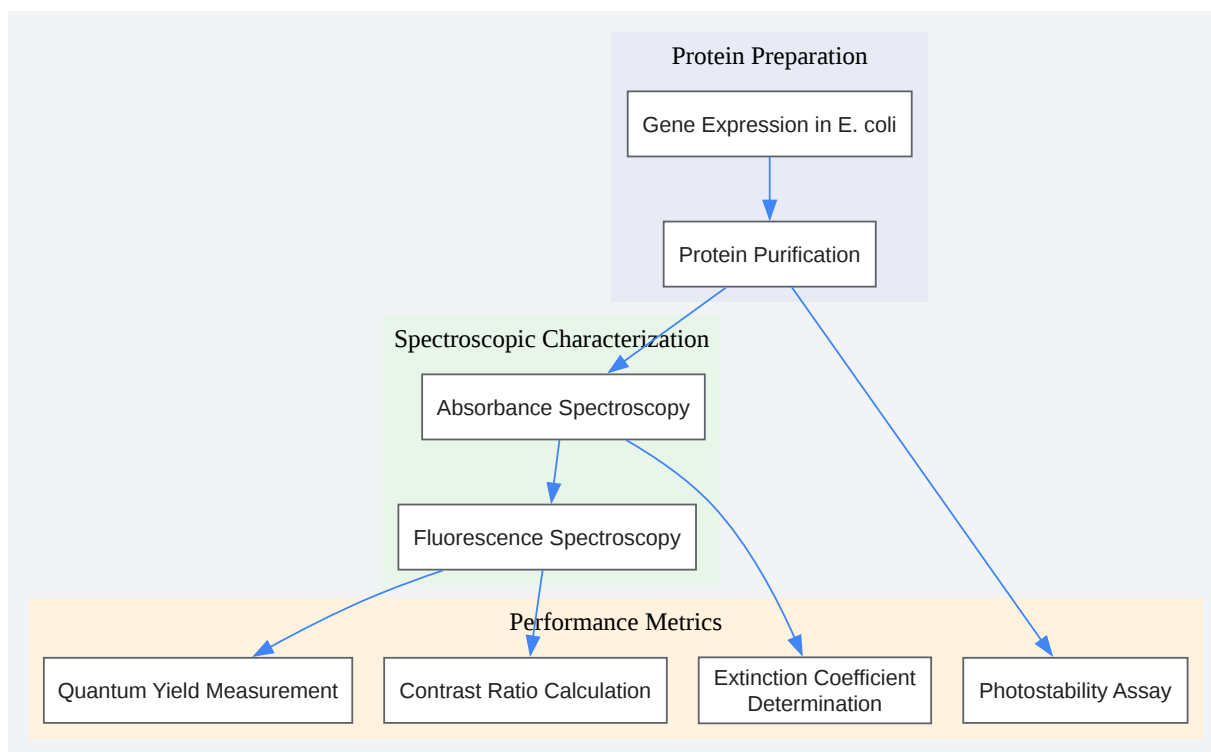 Protein Preparation
Gene Expression in E. coli
Protein Purification
Spectroscopic Characterization
Absorbance Spectroscopy
Fluorescence Spectroscopy
Performance Metrics
Quantum Yield Measurement
Contrast Ratio Calculation
Extinction Coefficient
Determination
Photostability Assay